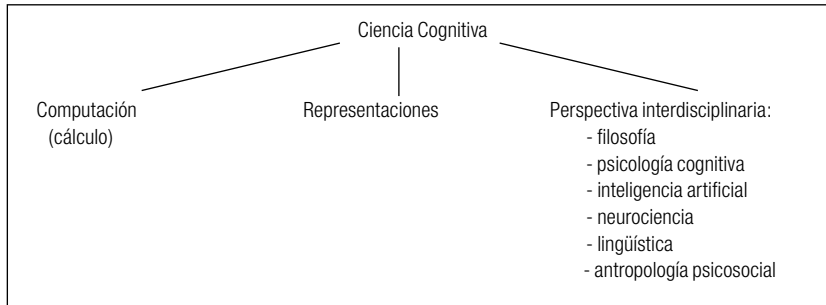 Ciencia Cognitiva
Computación
(cálculo)
Representaciones
Perspectiva interdisciplinaria:
- filosofía
- psicología cognitiva
- inteligencia artificial
- neurociencia
- lingüística
- antropología psicosocial